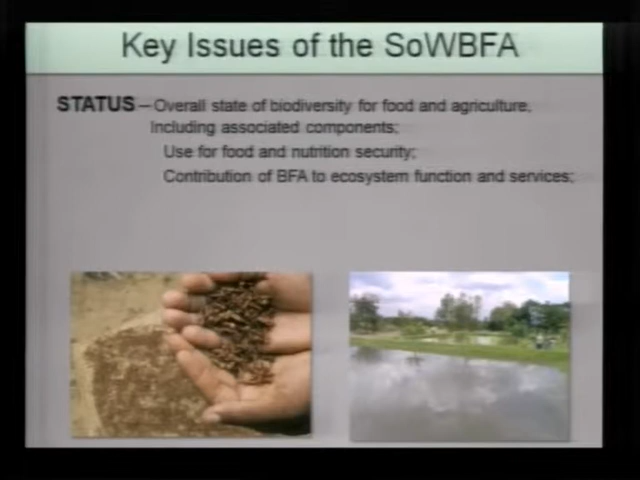 Key Issues of the SoWBFA
STATUS – Overall state of biodiversity for food and agriculture,
Including associated components;
Use for food and nutrition security;
Contribution of BFA to ecosystem function and services;